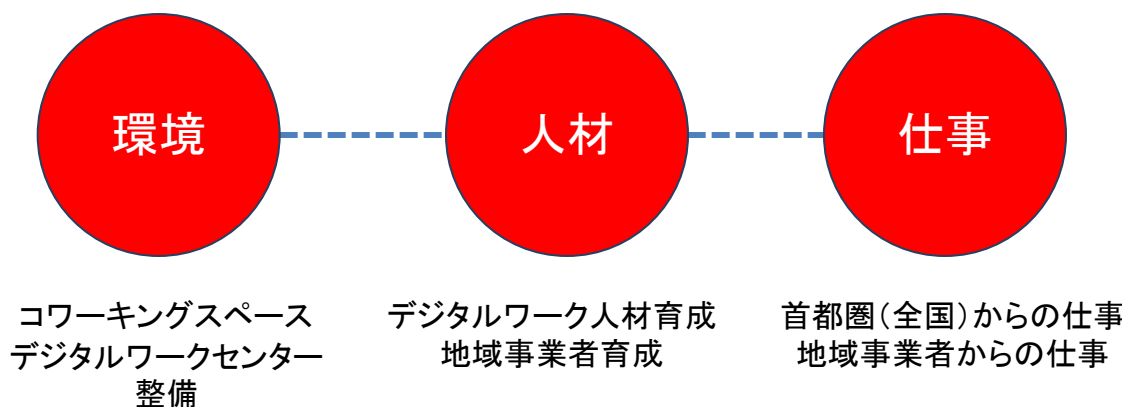 環境
人材
仕事
コワーキングスペース
デジタルワークセンター
整備
デジタルワーク人材育成
地域事業者育成
首都圏(全国)からの仕事
地域事業者からの仕事